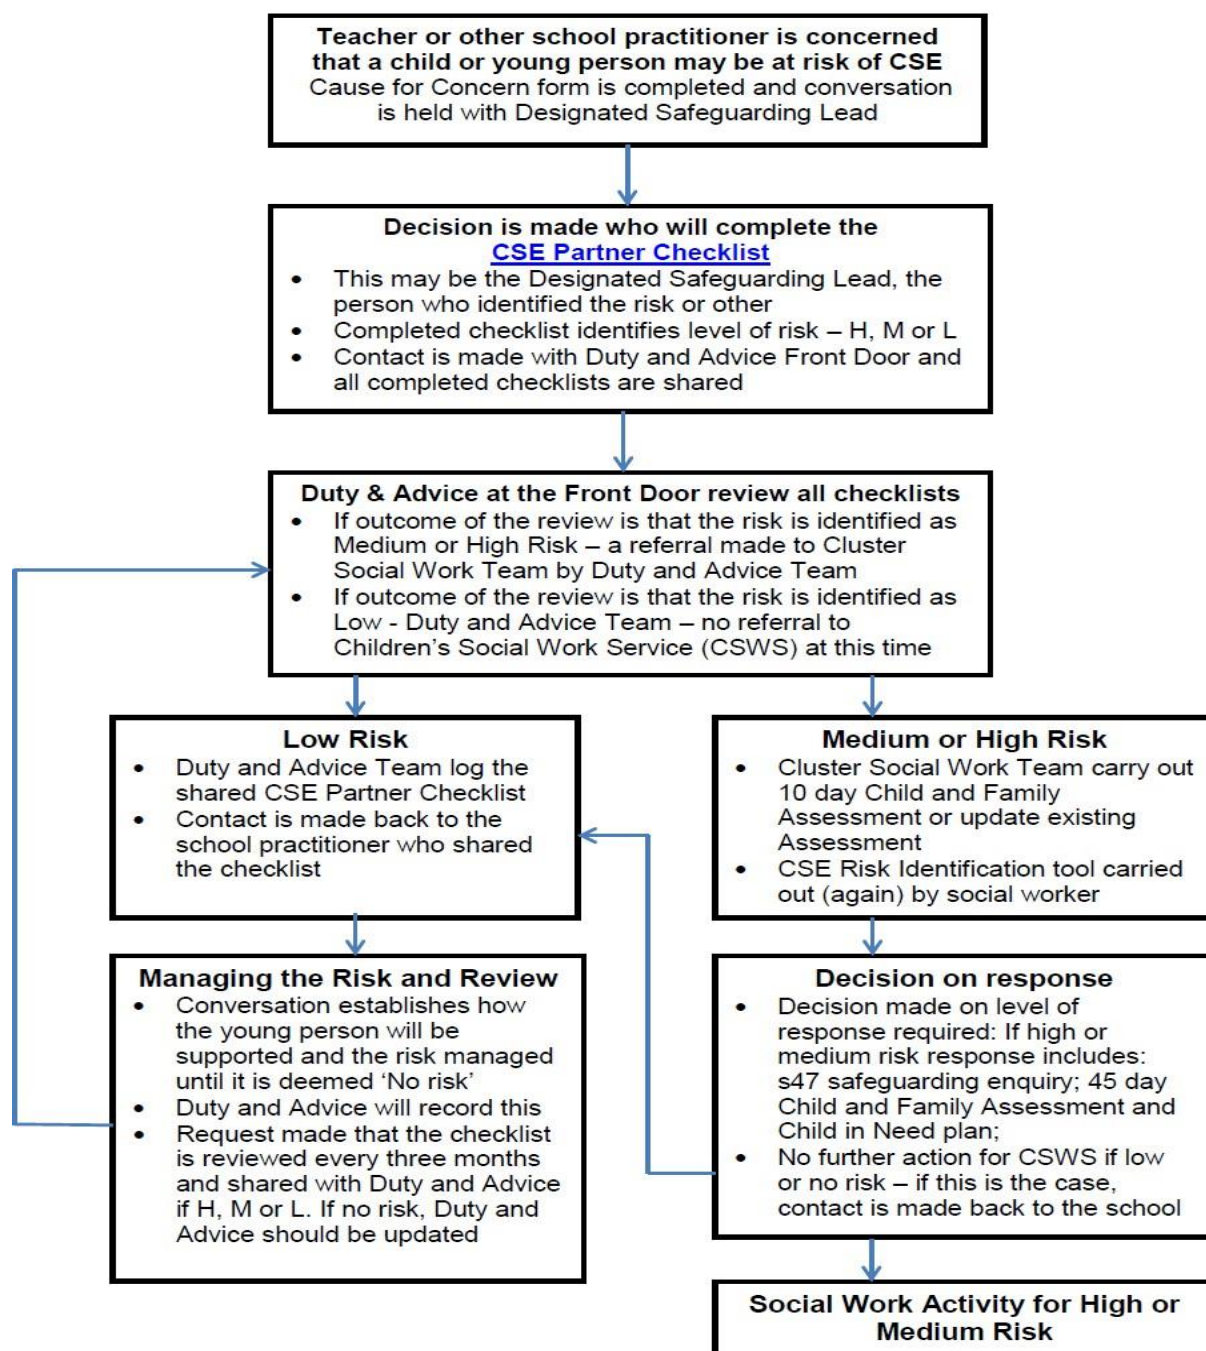 Teacher or other school practitioner is concerned
that a child or young person may be at risk of CSE
Cause for Concern form is completed and conversation
is held with Designated Safeguarding Lead
Decision is made who will complete the
CSE Partner Checklist
• This may be the Designated Safeguarding Lead, the
person who identified the risk or other
• Completed checklist identifies level of risk – H, M or L
• Contact is made with Duty and Advice Front Door and
all completed checklists are shared
Duty & Advice at the Front Door review all checklists
• If outcome of the review is that the risk is identified as
Medium or High Risk – a referral made to Cluster
Social Work Team by Duty and Advice Team
• If outcome of the review is that the risk is identified as
Low - Duty and Advice Team – no referral to
Children’s Social Work Service (CSWS) at this time
Low Risk
• Duty and Advice Team log the
shared CSE Partner Checklist
• Contact is made back to the
school practitioner who shared
the checklist
Medium or High Risk
• Cluster Social Work Team carry out
10 day Child and Family
Assessment or update existing
Assessment
• CSE Risk Identification tool carried
out (again) by social worker
Managing the Risk and Review
• Conversation establishes how
the young person will be
supported and the risk managed
until it is deemed ‘No risk’
• Duty and Advice will record this
• Request made that the checklist
is reviewed every three months
and shared with Duty and Advice
if H, M or L. If no risk, Duty and
Advice should be updated
Decision on response
• Decision made on level of
response required: If high or
medium risk response includes:
s47 safeguarding enquiry; 45 day
Child and Family Assessment and
Child in Need plan;
• No further action for CSWS if low
or no risk – if this is the case,
contact is made back to the school
Social Work Activity for High or
Medium Risk